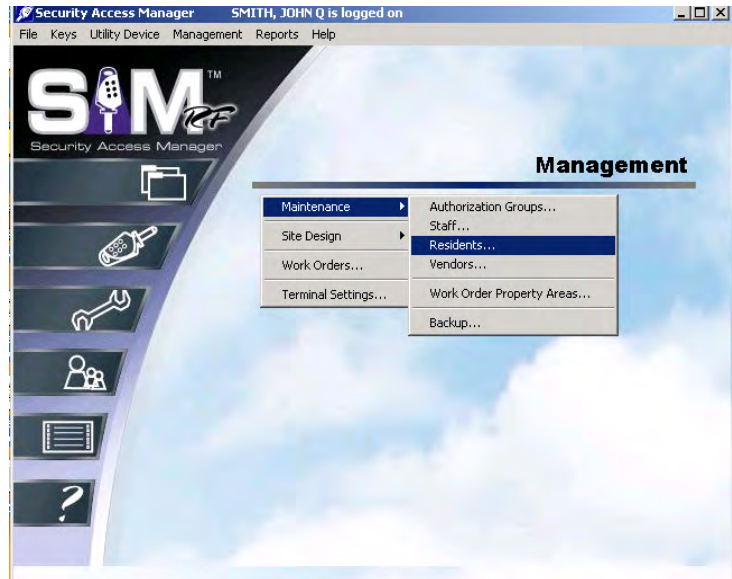 Security Access Manager SMITH, JOHN Q is logged on
File Keys Utility Device Management Reports Help
SAM TM
RF
Security Access Manager
Management
Maintenance
Site Design
Work Orders...
Terminal Settings...
Authorization Groups...
Staff...
Residents...
Vendors...
Work Order Property Areas...
Backup...
?